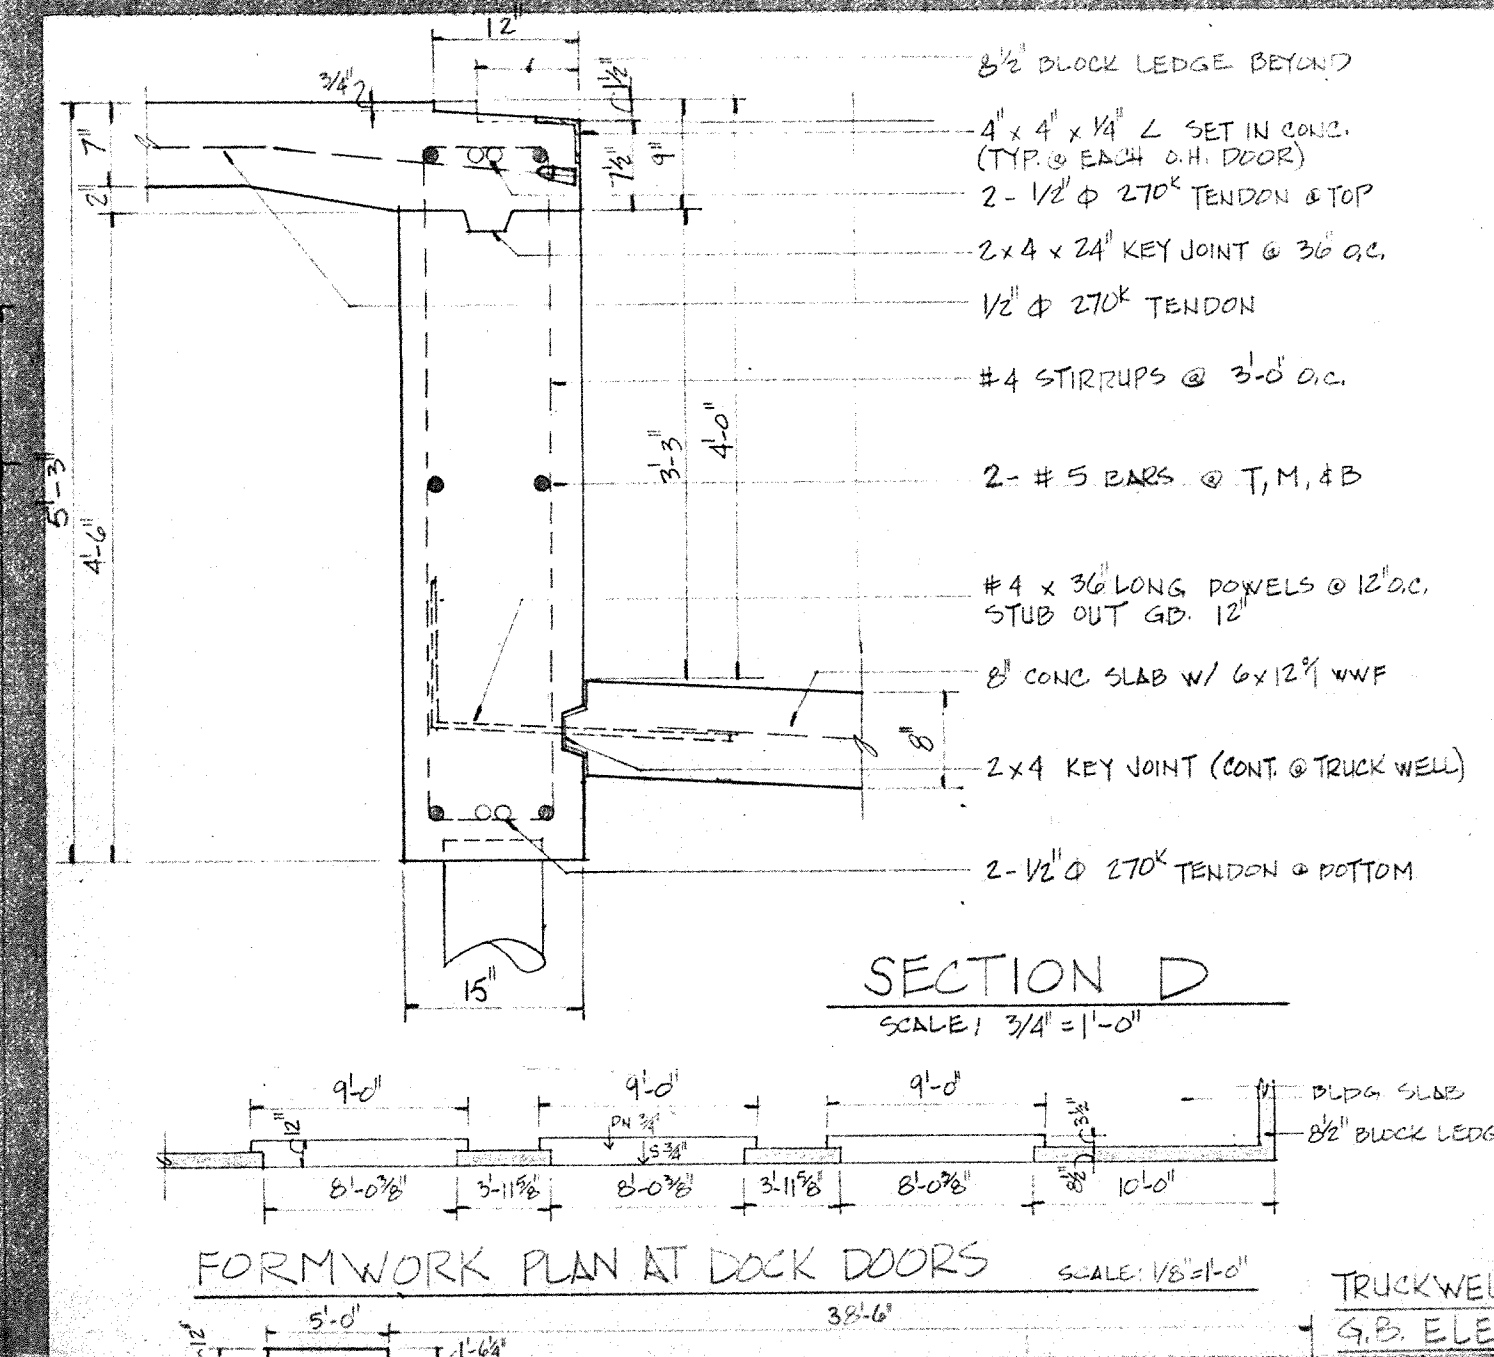 12"
3/4"
1 1/2"
7"
2"
7 1/2"
9"
5'-3"
4'-6"
3'-3"
4'-0"
8"
15"
8 1/2" BLOCK LEDGE BEYOND
4" x 4" x 1/4" L SET IN CONC.
(TYP. @ EACH O.H. DOOR)
2- 1/2" Φ 270K TENDON @ TOP
2 x 4 x 24" KEY JOINT @ 36" O.C.
1/2" Φ 270K TENDON
#4 STIRRUPS @ 3'-0" O.C.
2- #5 BARS @ T, M, & B
#4 x 36" LONG DOWELS @ 12" O.C.
STUB OUT GB. 12"
8" CONC SLAB W/ 6x12 WWF
2x4 KEY JOINT (CONT. @ TRUCK WELL)
2- 1/2" Φ 270K TENDON @ BOTTOM
SECTION D
SCALE: 3/4" = 1'-0"
9'-0"
9'-0"
9'-0"
12"
DN 3/4"
S 3/4"
3 1/2"
8 1/2"
BLDG SLAB
8 1/2" BLOCK LEDG
8'-0 3/8"
3'-11 5/8"
8'-0 3/8"
3'-11 5/8"
8'-0 3/8"
10'-0"
FORMWORK PLAN AT DOCK DOORS
SCALE: 1/8"=1'-0"
5'-0"
38'-6"
12"
1'-6 1/4"
TRUCKWEL
G.B. ELE